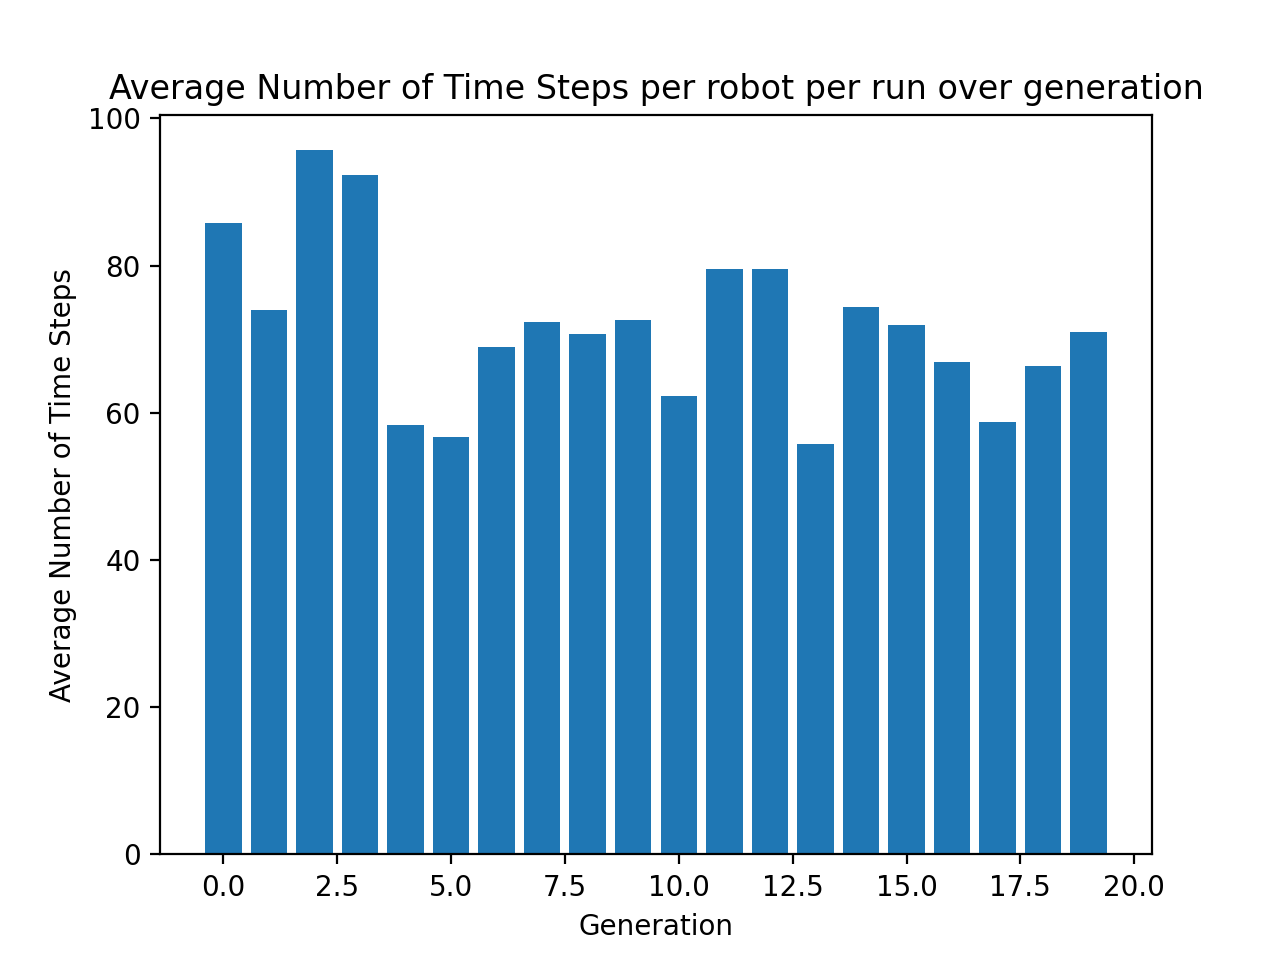 Average Number of Time Steps per robot per run over generation
100
80
60
40
20
0
Average Number of Time Steps
0.0 2.5 5.0 7.5 10.0 12.5 15.0 17.5 20.0
Generation